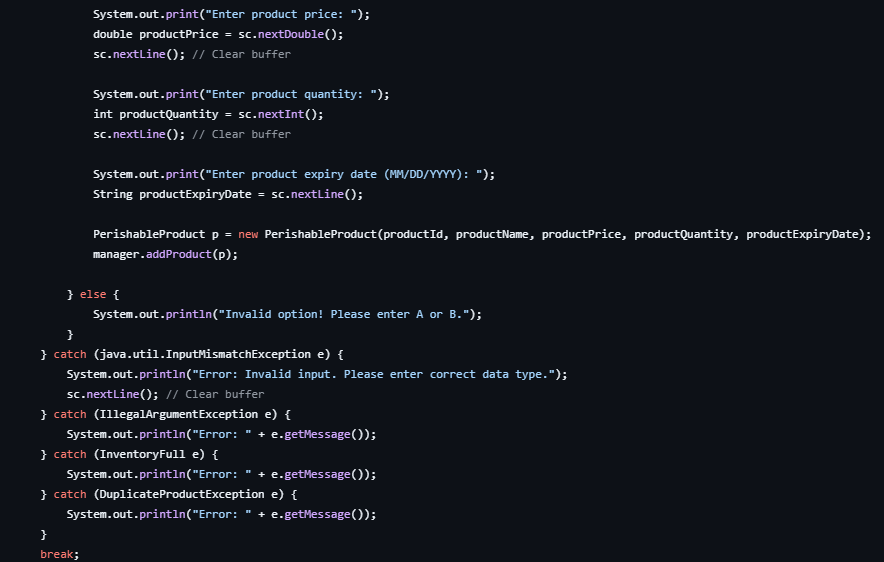 System.out.print("Enter product price: ");
double productPrice = sc.nextDouble();
sc.nextLine(); // Clear buffer
System.out.print("Enter product quantity: ");
int productQuantity = sc.nextInt();
sc.nextLine(); // Clear buffer
System.out.print("Enter product expiry date (MM/DD/YYYY): ");
String productExpiryDate = sc.nextLine();
PerishableProduct p = new PerishableProduct(productId, productName, productPrice, productQuantity, productExpiryDate);
manager.addProduct(p);
} else {
System.out.println("Invalid option! Please enter A or B.");
}
} catch (java.util.InputMismatchException e) {
System.out.println("Error: Invalid input. Please enter correct data type.");
sc.nextLine(); // Clear buffer
} catch (IllegalArgumentException e) {
System.out.println("Error: " + e.getMessage());
} catch (InventoryFull e) {
System.out.println("Error: " + e.getMessage());
} catch (DuplicateProductException e) {
System.out.println("Error: " + e.getMessage());
}
break;